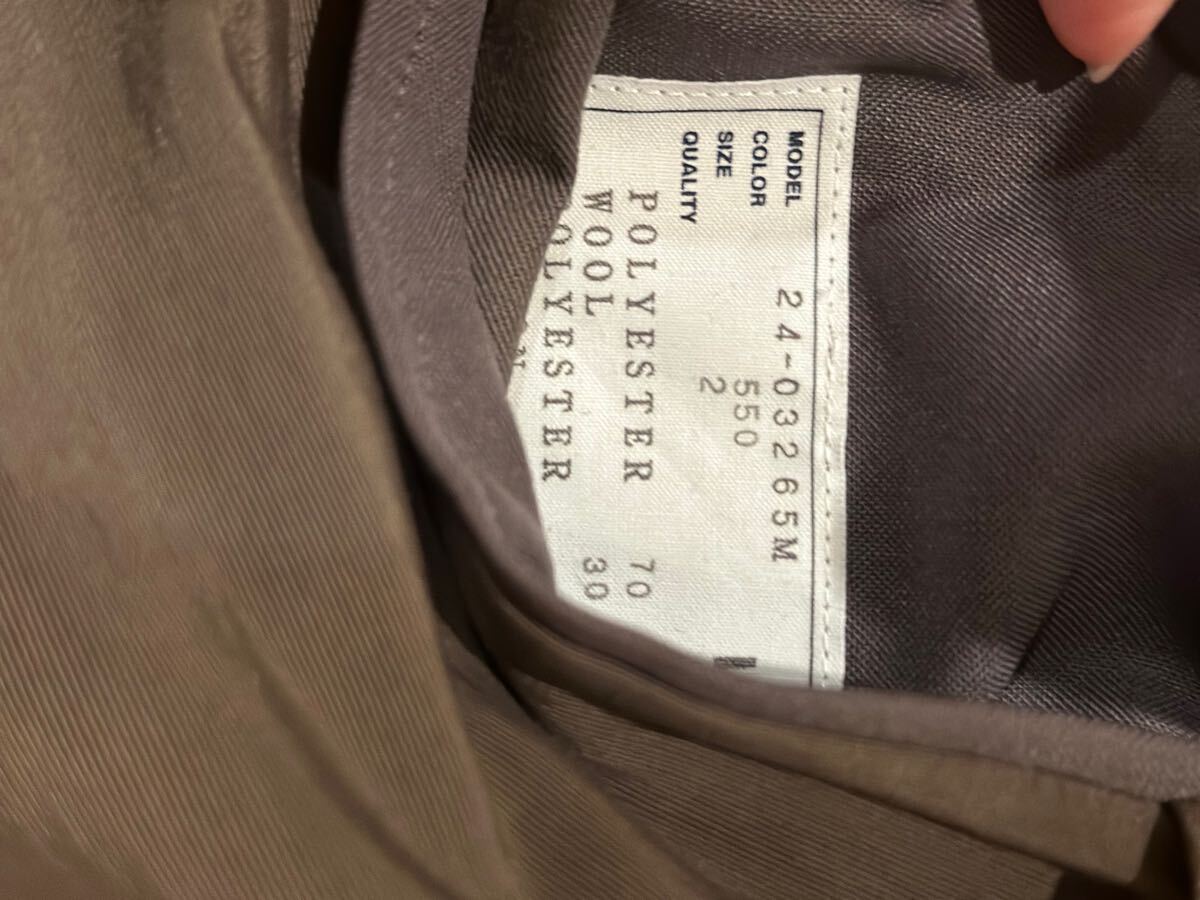 MODEL 24-03265M
COLOR 550
SIZE 2
QUALITY
POLYESTER 70
WOOL 30
OLYESTER